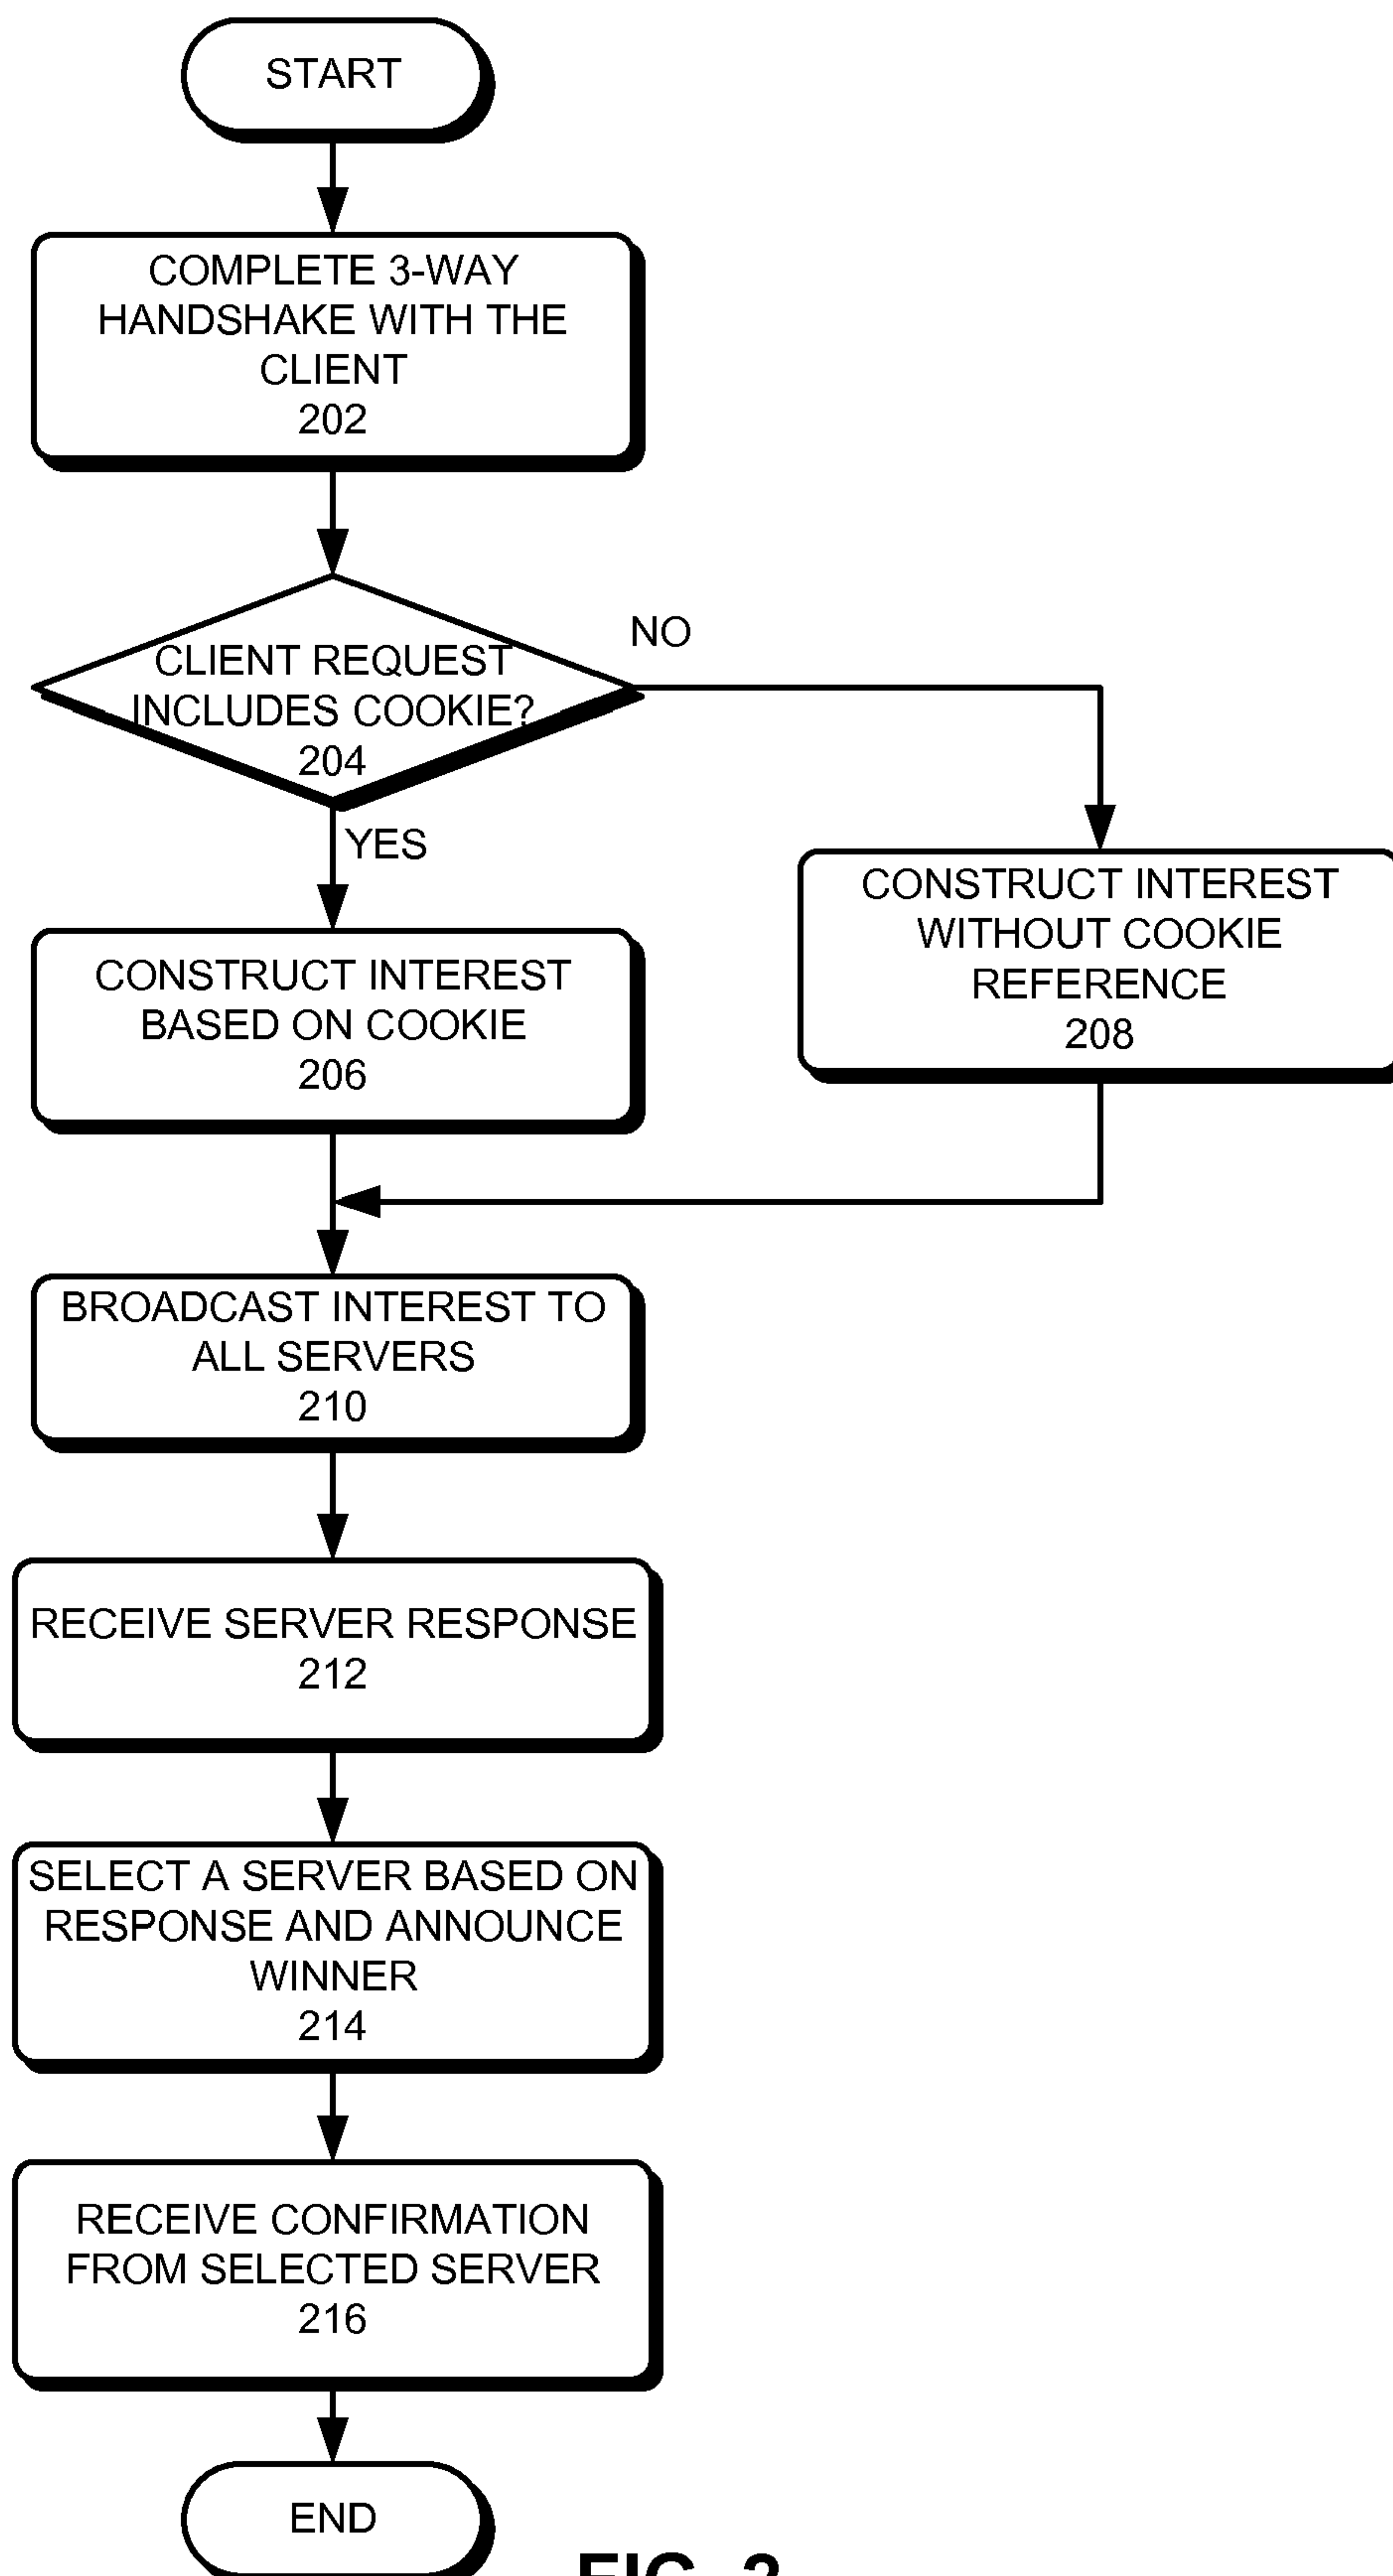 START
COMPLETE 3-WAY
HANDSHAKE WITH THE
CLIENT
202
CLIENT REQUEST
INCLUDES COOKIE?
204
NO
YES
CONSTRUCT INTEREST
BASED ON COOKIE
206
CONSTRUCT INTEREST
WITHOUT COOKIE
REFERENCE
208
BROADCAST INTEREST TO
ALL SERVERS
210
RECEIVE SERVER RESPONSE
212
SELECT A SERVER BASED ON
RESPONSE AND ANNOUNCE
WINNER
214
RECEIVE CONFIRMATION
FROM SELECTED SERVER
216
END
FIG. 2